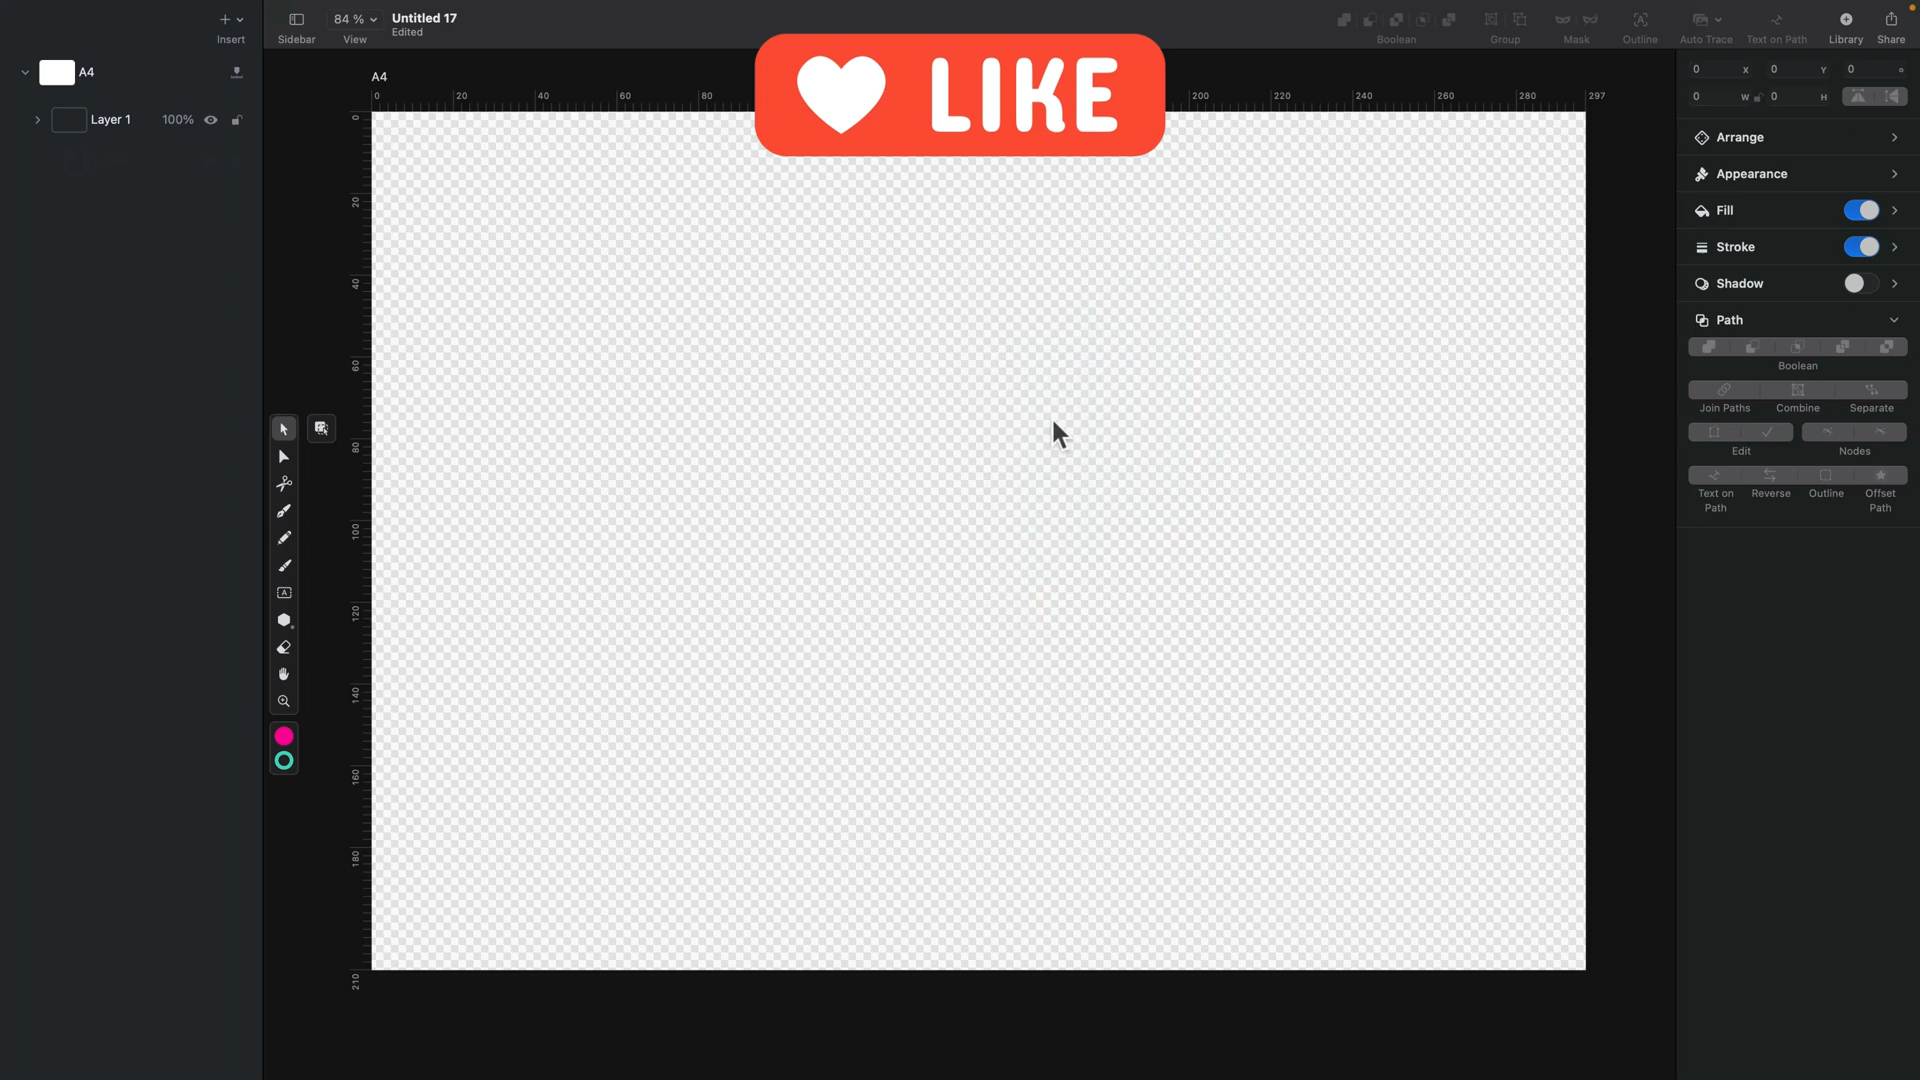 84 %
Untitled 17
Edited
Insert
Sidebar
View
Boolean
Group
Mask
Outline
Auto Trace
Text on Path
Library
Share
LIKE
A4
Layer 1
100%
A4
0 20 40 60 80 200 220 240 260 280 297
0
20
40
60
80
100
120
140
160
180
210
A
0 X 0 Y 0 °
0 W 0 H
Arrange
Appearance
Fill
Stroke
Shadow
Path
Boolean
Join Paths Combine Separate
Edit Nodes
Text on Path
Reverse
Outline
Offset Path